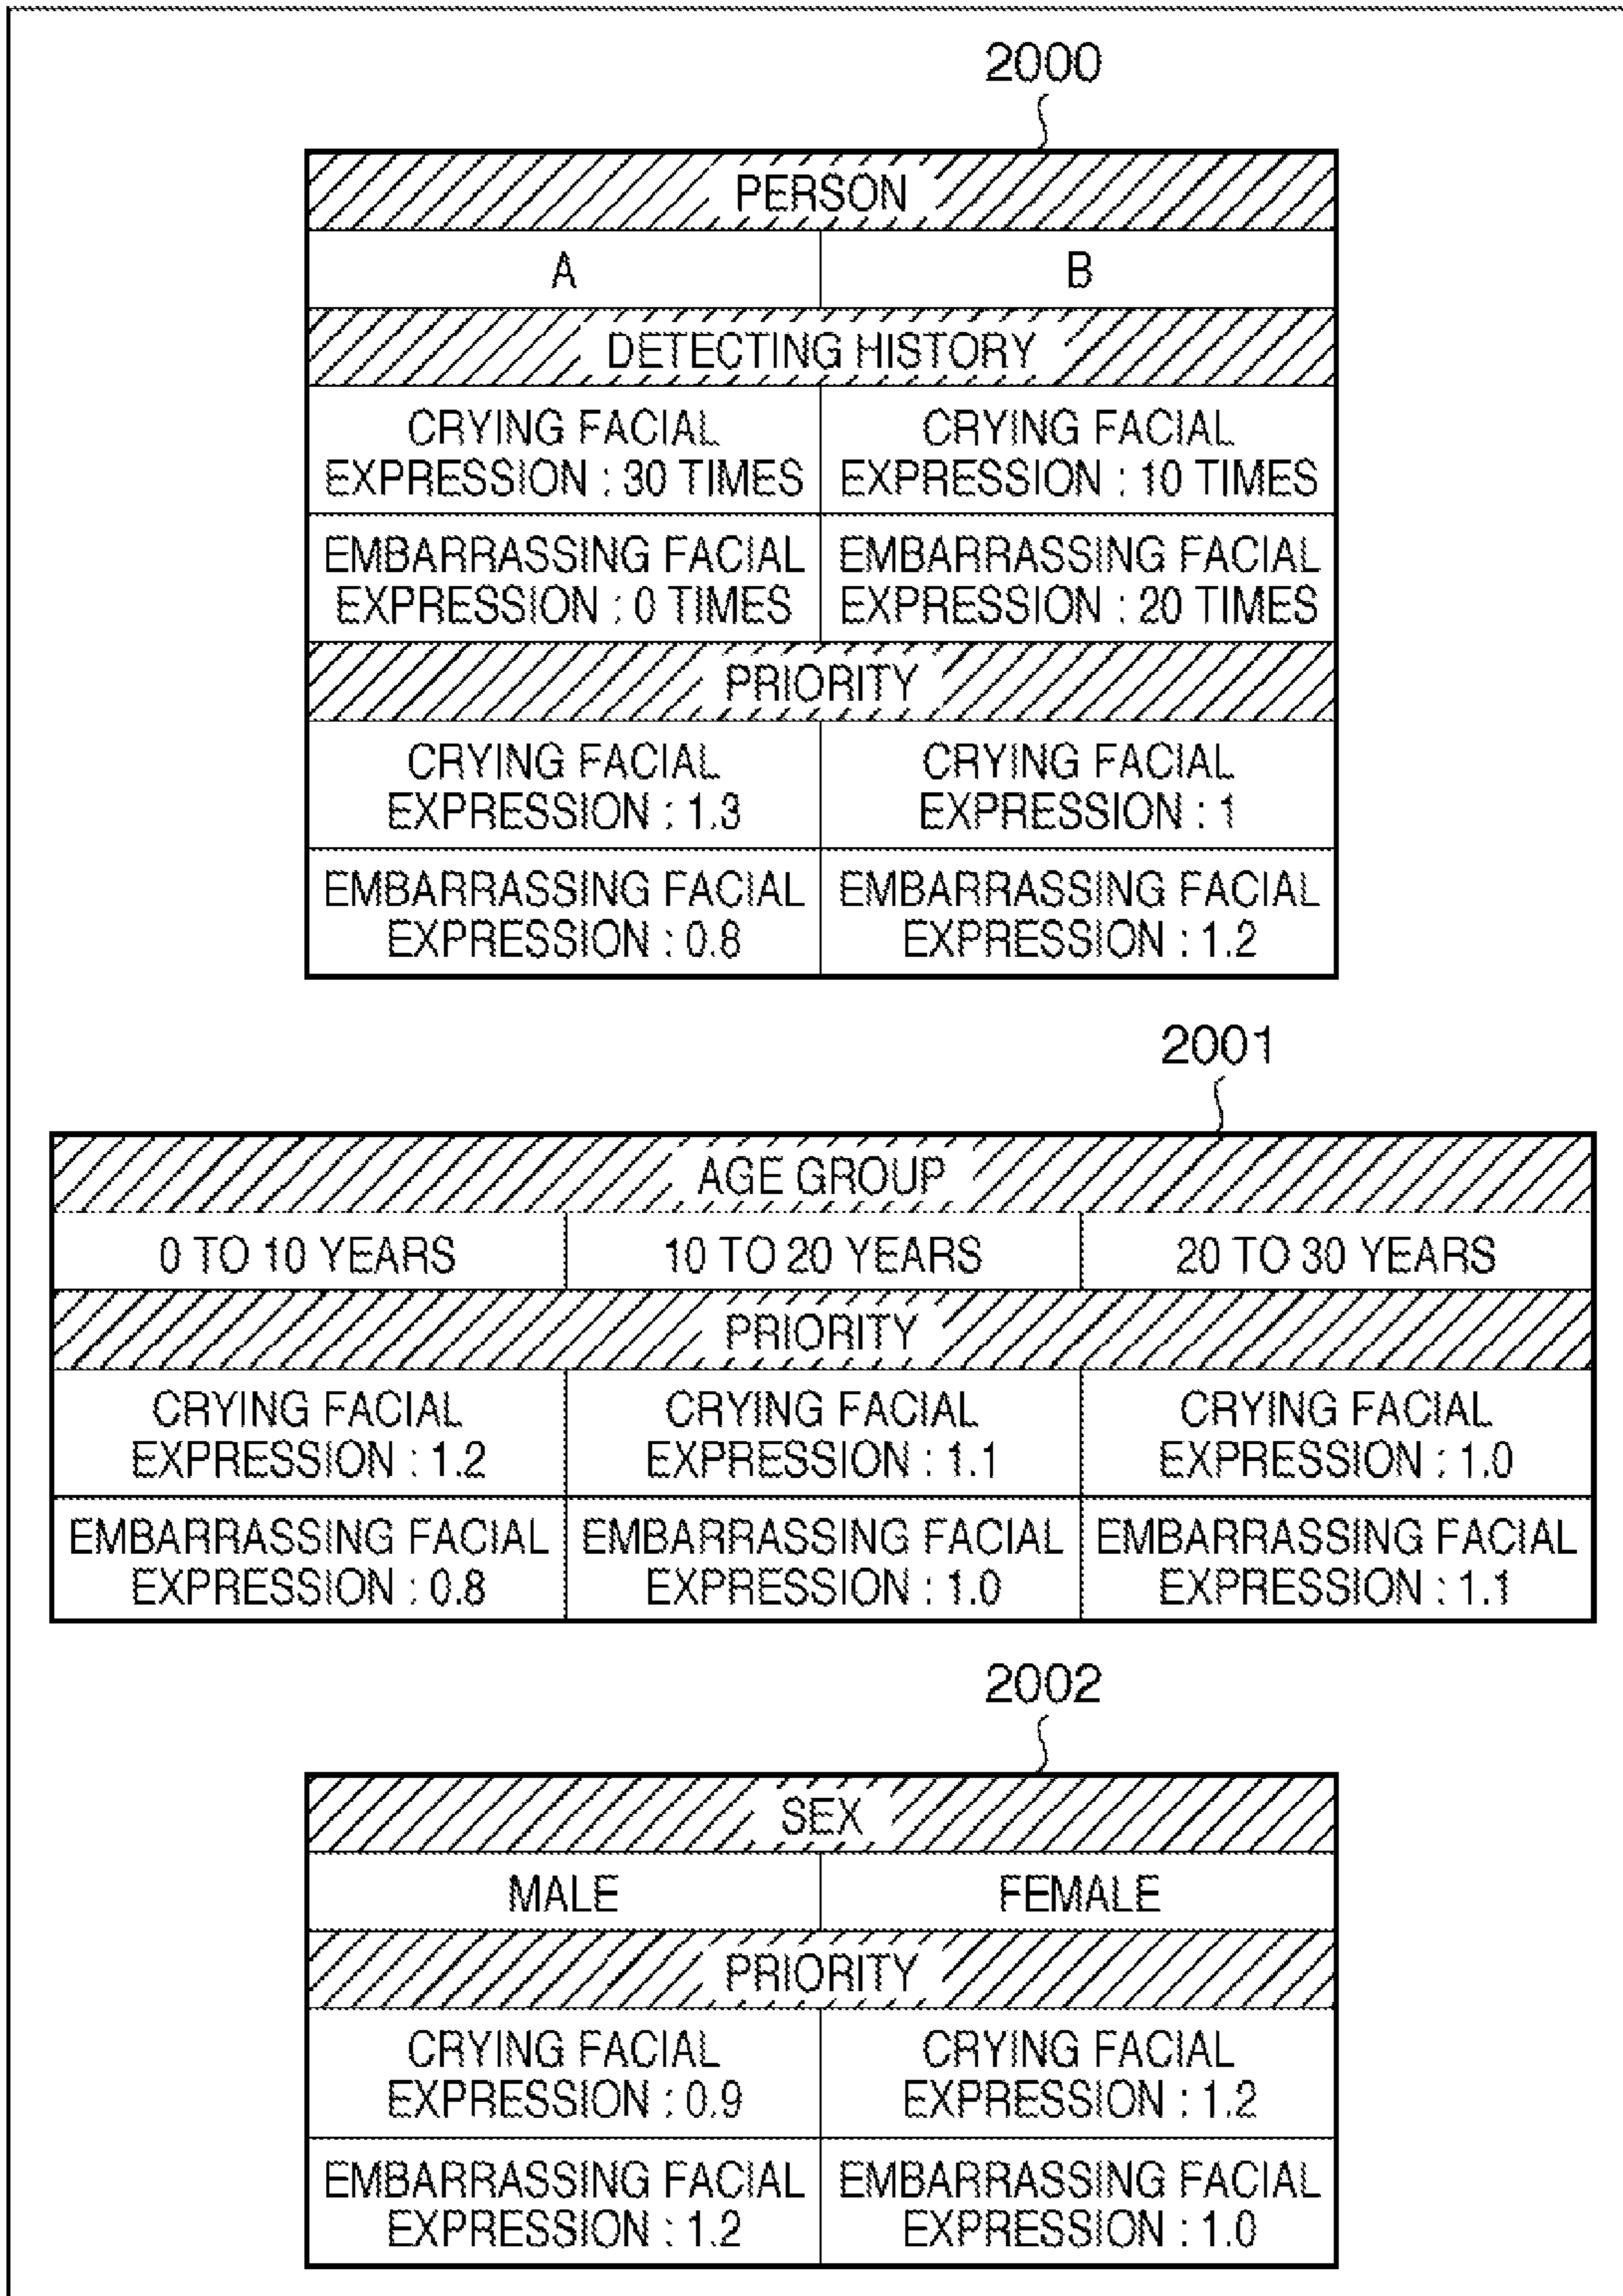 2000
PERSON
A B
DETECTING HISTORY
CRYING FACIAL CRYING FACIAL
EXPRESSION : 30 TIMES EXPRESSION : 10 TIMES
EMBARRASSING FACIAL EMBARRASSING FACIAL
EXPRESSION : 0 TIMES EXPRESSION : 20 TIMES
PRIORITY
CRYING FACIAL CRYING FACIAL
EXPRESSION : 1.3 EXPRESSION : 1
EMBARRASSING FACIAL EMBARRASSING FACIAL
EXPRESSION : 0.8 EXPRESSION : 1.2
2001
AGE GROUP
0 TO 10 YEARS 10 TO 20 YEARS 20 TO 30 YEARS
PRIORITY
CRYING FACIAL CRYING FACIAL CRYING FACIAL
EXPRESSION : 1.2 EXPRESSION : 1.1 EXPRESSION : 1.0
EMBARRASSING FACIAL EMBARRASSING FACIAL EMBARRASSING FACIAL
EXPRESSION : 0.8 EXPRESSION : 1.0 EXPRESSION : 1.1
2002
SEX
MALE FEMALE
PRIORITY
CRYING FACIAL CRYING FACIAL
EXPRESSION : 0.9 EXPRESSION : 1.2
EMBARRASSING FACIAL EMBARRASSING FACIAL
EXPRESSION : 1.2 EXPRESSION : 1.0